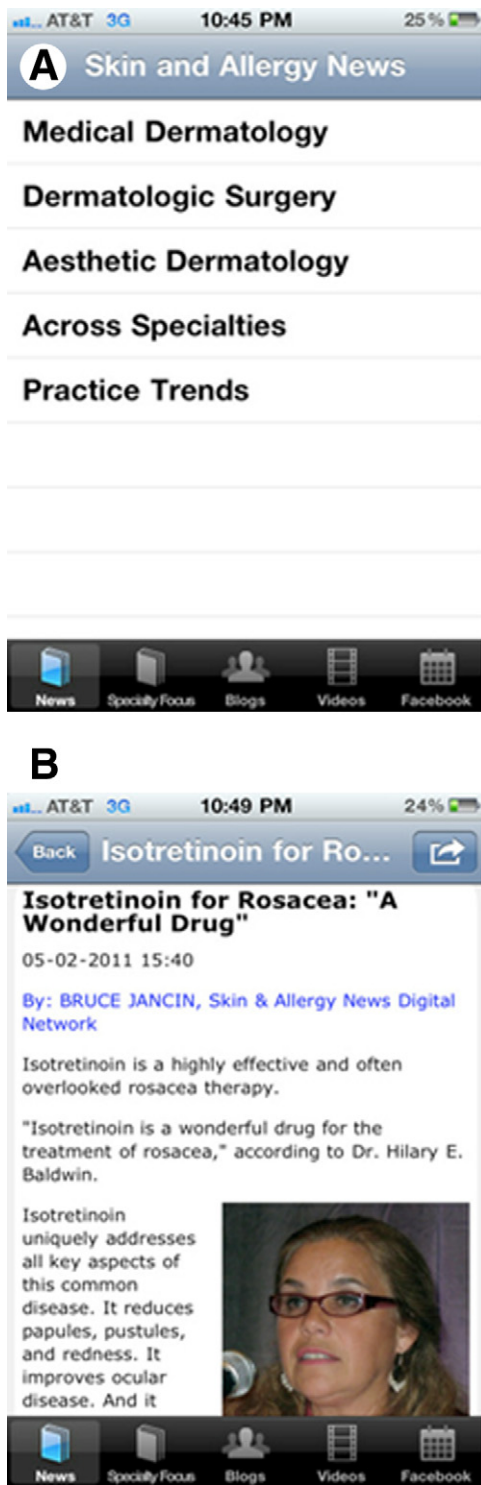 AT&T 3G 10:45 PM 25%
A Skin and Allergy News
Medical Dermatology
Dermatologic Surgery
Aesthetic Dermatology
Across Specialties
Practice Trends
News Specialty Focus Blogs Videos Facebook
B
AT&T 3G 10:49 PM 24%
Back Isotretinoin for Ro...
Isotretinoin for Rosacea: "A
Wonderful Drug"
05-02-2011 15:40
By: BRUCE JANCIN, Skin & Allergy News Digital
Network
Isotretinoin is a highly effective and often
overlooked rosacea therapy.
"Isotretinoin is a wonderful drug for the
treatment of rosacea," according to Dr. Hilary E.
Baldwin.
Isotretinoin
uniquely addresses
all key aspects of
this common
disease. It reduces
papules, pustules,
and redness. It
improves ocular
disease. And it
News Specialty Focus Blogs Videos Facebook